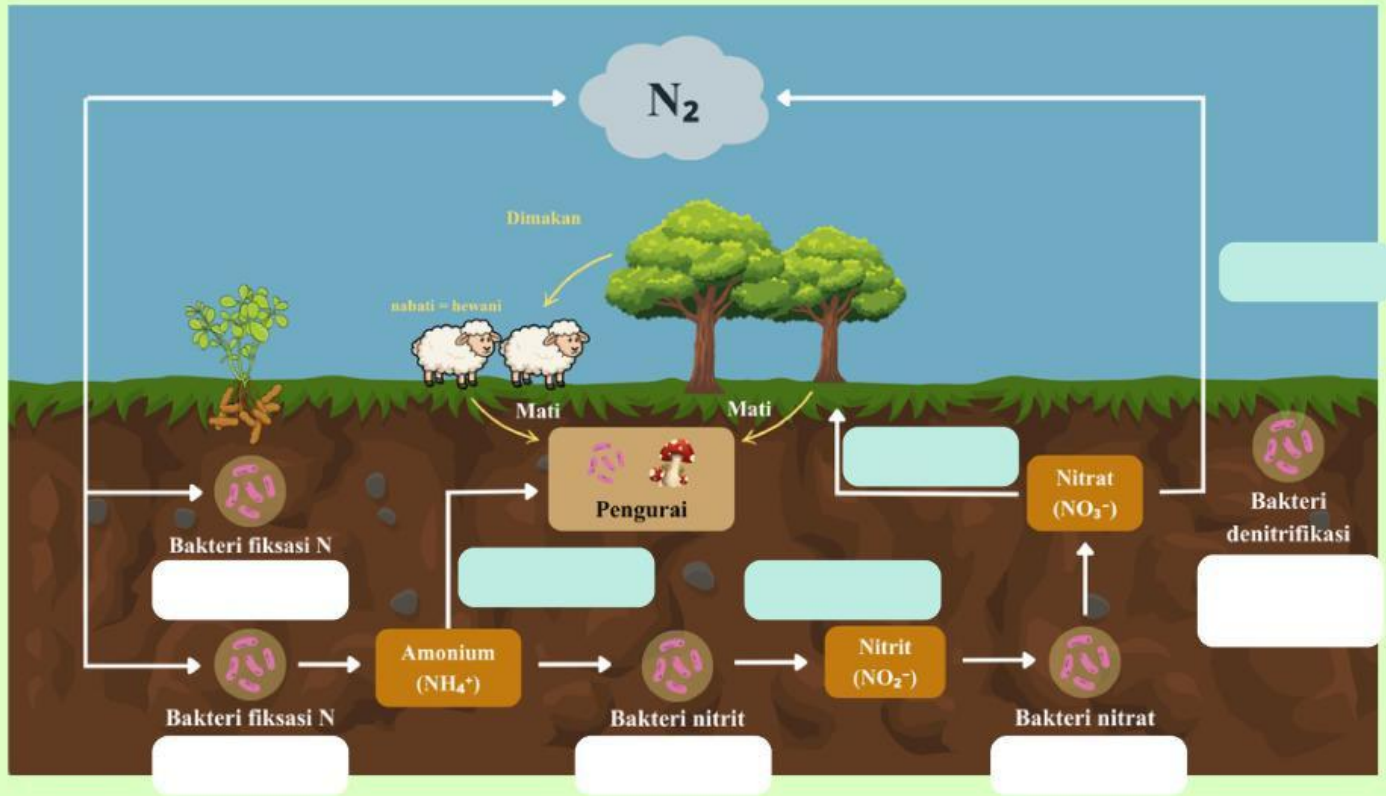 N₂
Dimakan
nabati = hewani
Mati
Mati
Pengurai
Nitrat
(NO₃⁻)
Bakteri
denitrifikasi
Bakteri fiksasi N
Amonium
(NH₄⁺)
Nitrit
(NO₂⁻)
Bakteri fiksasi N
Bakteri nitrit
Bakteri nitrat